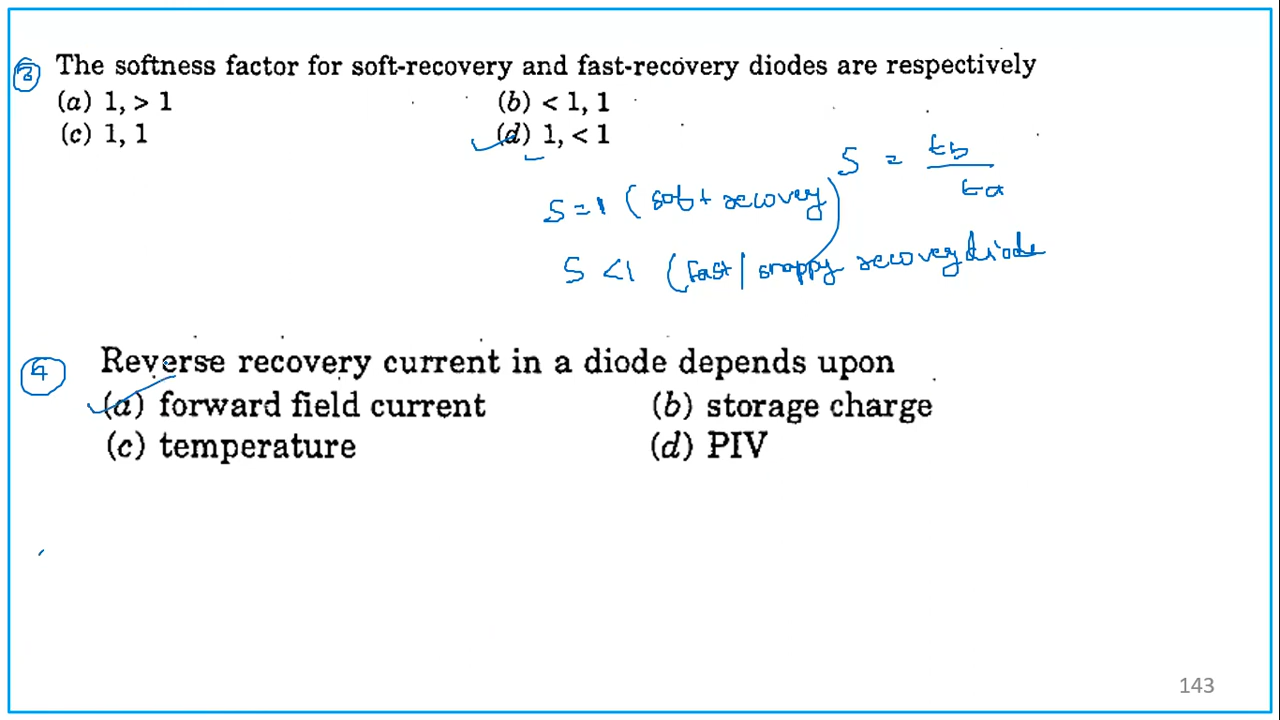 ③ The softness factor for soft-recovery and fast-recovery diodes are respectively
(a) 1, > 1 (b) < 1, 1
(c) 1, 1 (d) 1, < 1
S = tb / ta
S=1 (soft recovery)
S <1 (fast | snappy recovery diode
④ Reverse recovery current in a diode depends upon
(a) forward field current (b) storage charge
(c) temperature (d) PIV
143